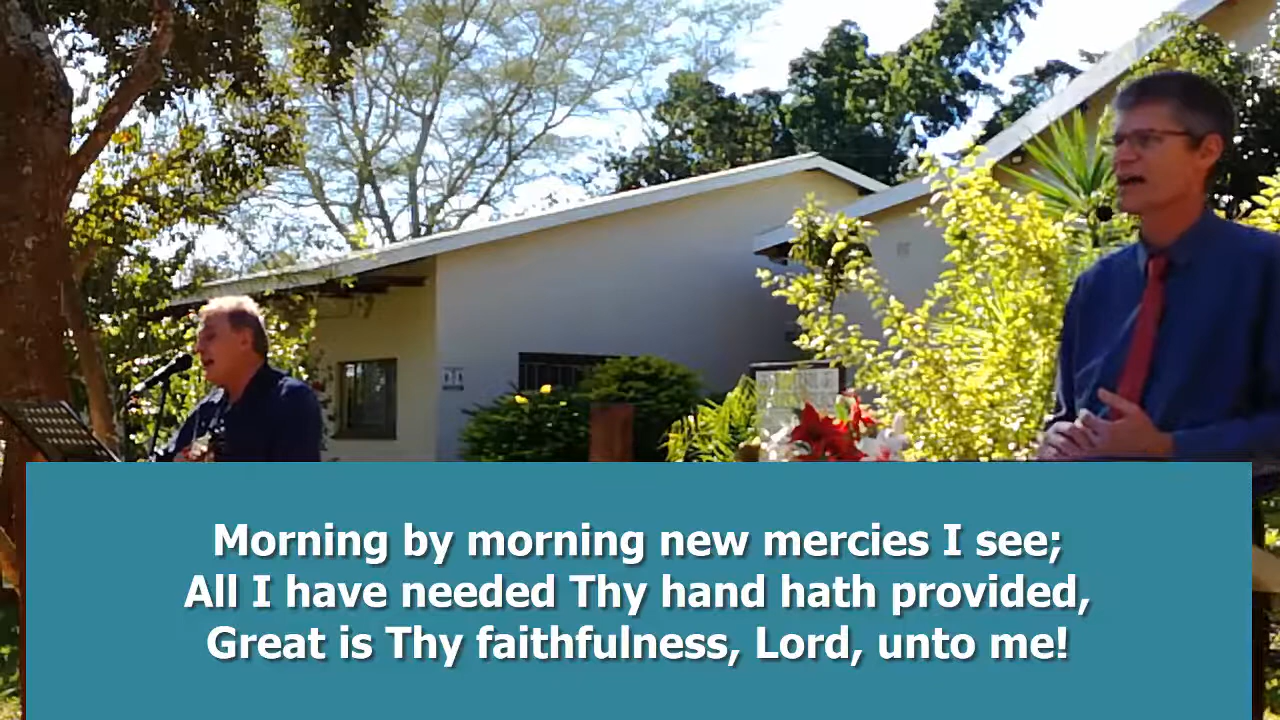 Morning by morning new mercies I see;
All I have needed Thy hand hath provided,
Great is Thy faithfulness, Lord, unto me!